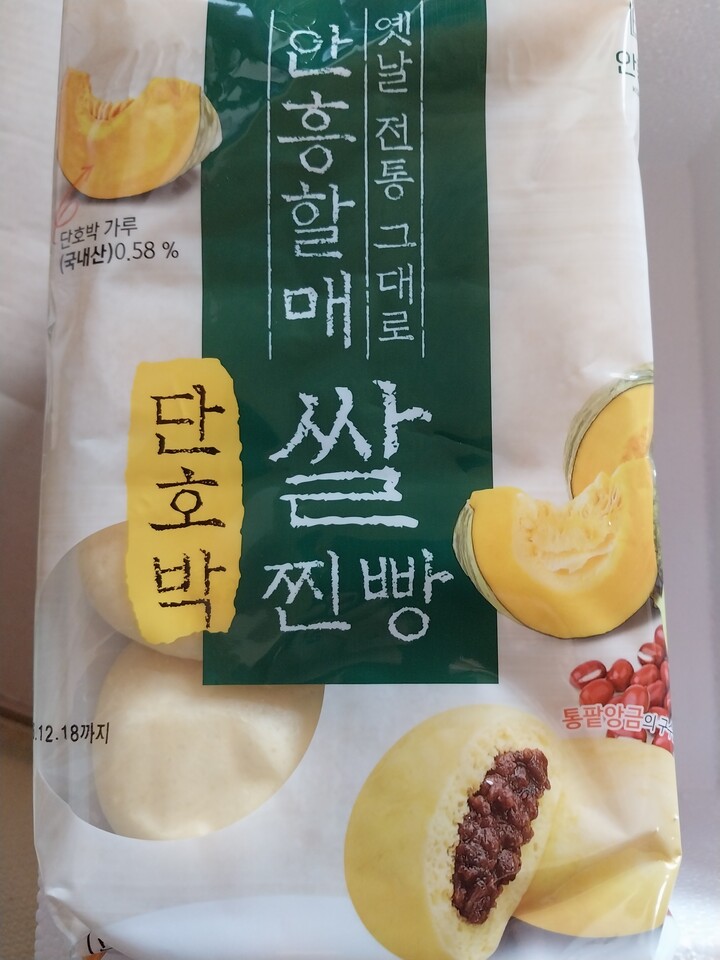 옛날 전통 그대로
안흥할매
단호박 가루
(국내산)0.58 %
단호박
쌀
찐빵
.12.18까지
통팥앙금의